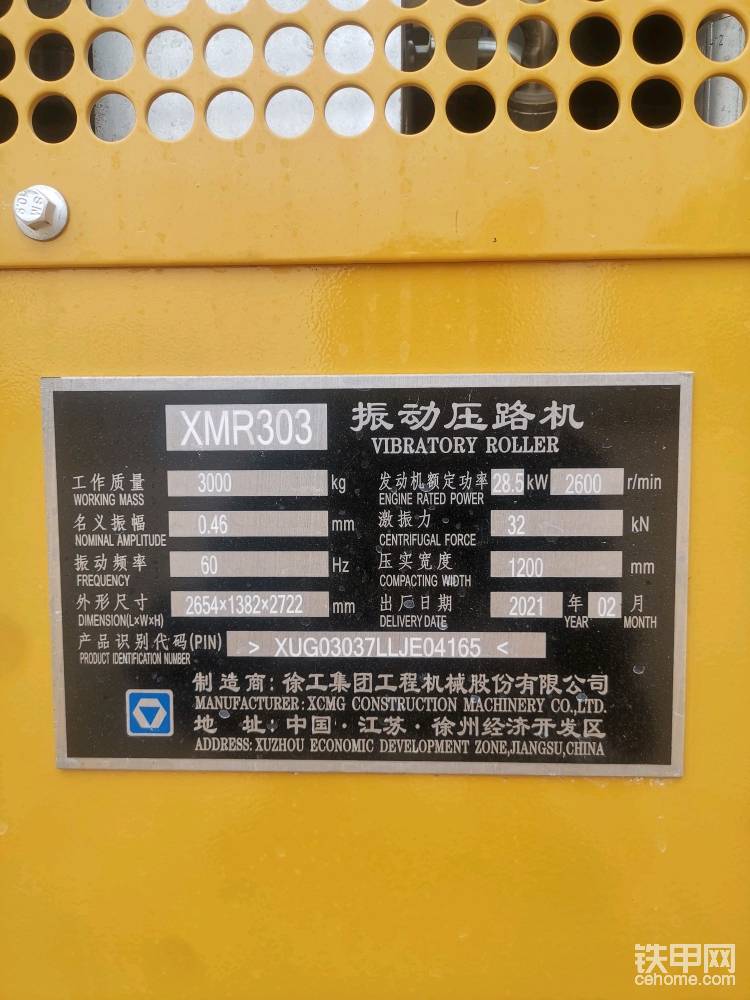 XMR303 振动压路机
VIBRATORY ROLLER
工作质量 3000 kg 发动机额定功率 28.5 kW 2600 r/min
WORKING MASS ENGINE RATED POWER
名义振幅 0.46 mm 激振力 32 kN
NOMINAL AMPLITUDE CENTRIFUGAL FORCE
振动频率 60 Hz 压实宽度 1200 mm
FREQUENCY COMPACTING WIDTH
外形尺寸 2654×1382×2722 mm 出厂日期 2021 年 02 月
DIMENSION(L×W×H) DELIVERY DATE YEAR MONTH
产品识别代码(PIN) > XUG03037LLJE04165 <
PRODUCT IDENTIFICATION NUMBER
制造商:徐工集团工程机械股份有限公司
MANUFACTURER:XCMG CONSTRUCTION MACHINERY CO.,LTD.
地 址:中国·江苏·徐州经济开发区
ADDRESS:XUZHOU ECONOMIC DEVELOPMENT ZONE,JIANGSU,CHINA
铁甲网
cehome.com